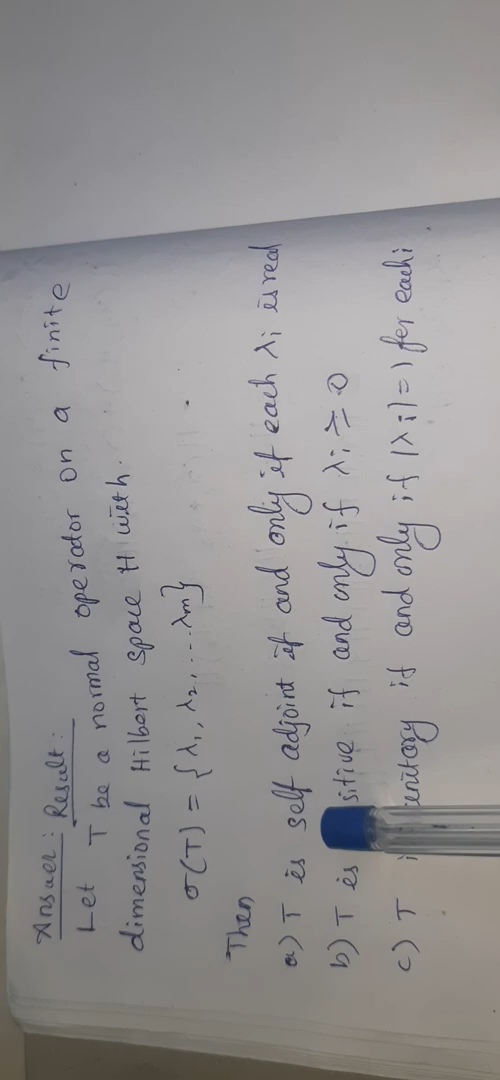 Answer: Result:
Let T be a normal operator on a finite
dimensional Hilbert space H with.
σ(T) = {λ1, λ2, ... λm}
Then
a) T is self adjoint if and only if each λi is real
b) T is sitive if and only if λi ≥ 0
c) T i unitary if and only if |λi| = 1 for each i